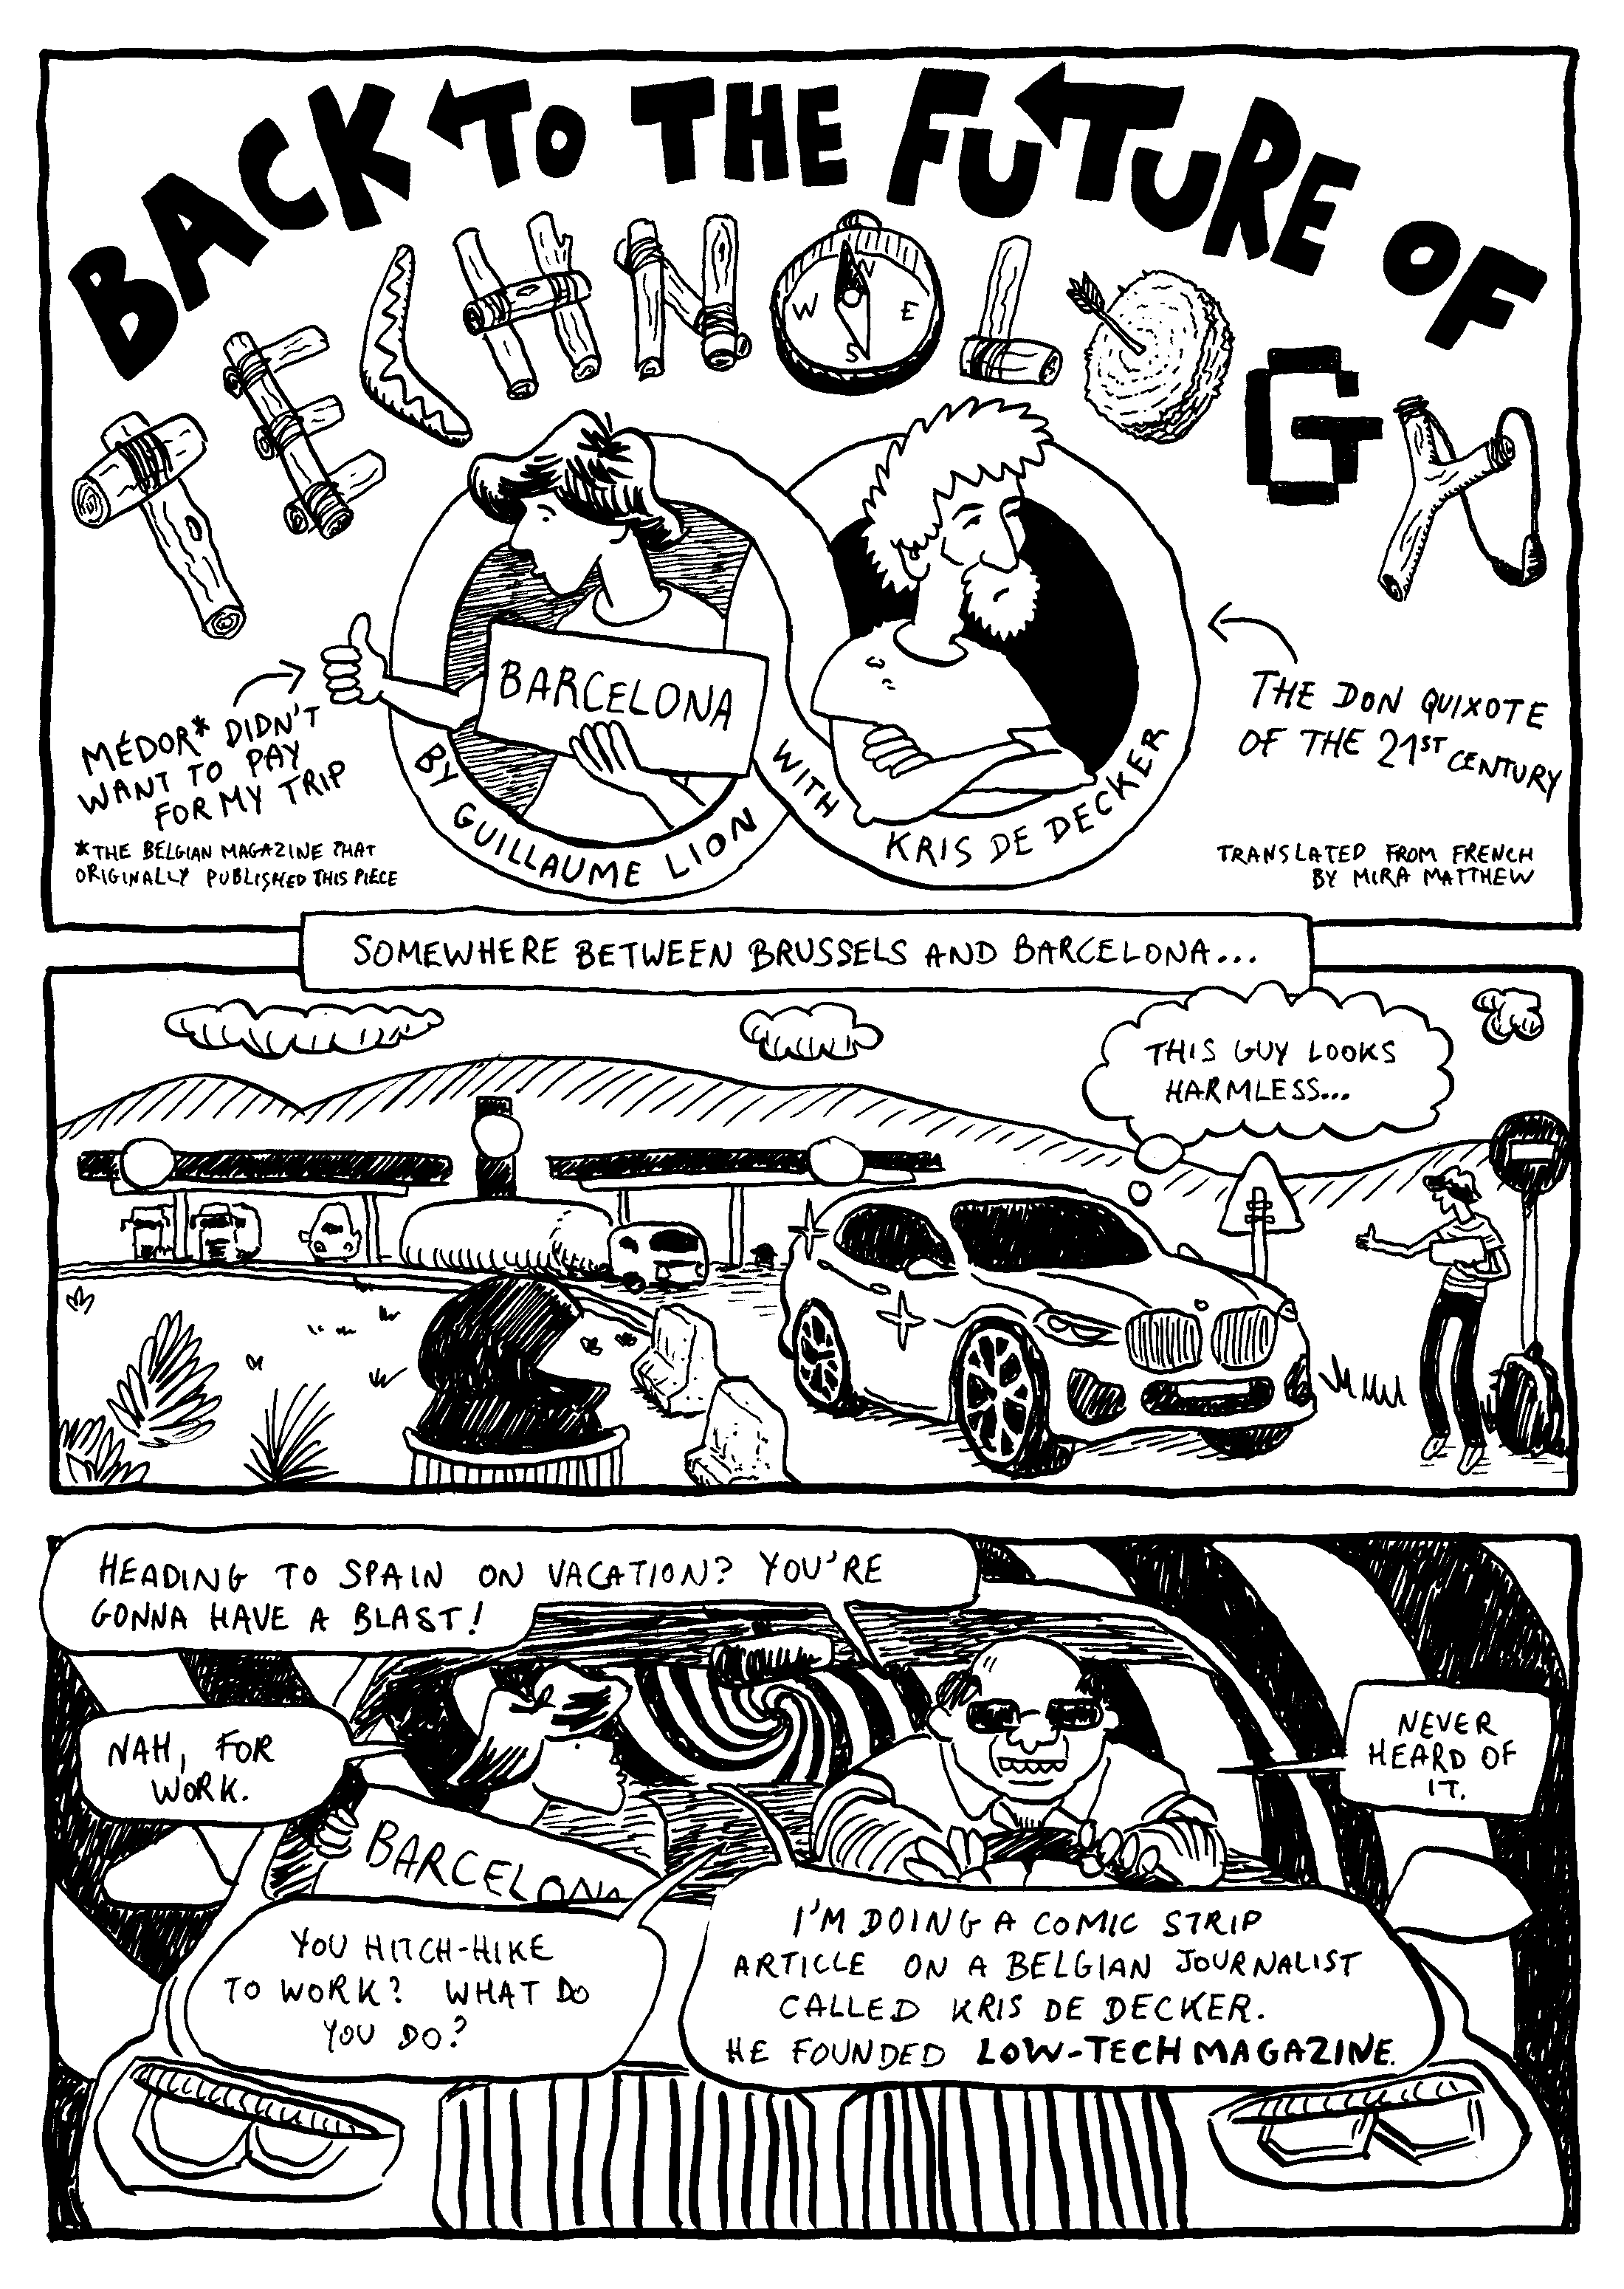 BACK TO THE FUTURE OF
TECHNOLOGY
N
W E
S
BARCELONA
MÉDOR* DIDN'T
WANT TO PAY
FOR MY TRIP
*THE BELGIAN MAGAZINE THAT
ORIGINALLY PUBLISHED THIS PIECE
BY GUILLAUME LION
WITH KRIS DE DECKER
THE DON QUIXOTE
OF THE 21ST CENTURY
TRANSLATED FROM FRENCH
BY MIRA MATTHEW
SOMEWHERE BETWEEN BRUSSELS AND BARCELONA...
THIS GUY LOOKS
HARMLESS...
HEADING TO SPAIN ON VACATION? YOU'RE
GONNA HAVE A BLAST!
NAH, FOR
WORK.
BARCELONA
YOU HITCH-HIKE
TO WORK? WHAT DO
YOU DO?
I'M DOING A COMIC STRIP
ARTICLE ON A BELGIAN JOURNALIST
CALLED KRIS DE DECKER.
HE FOUNDED LOW-TECH MAGAZINE.
NEVER
HEARD OF
IT.